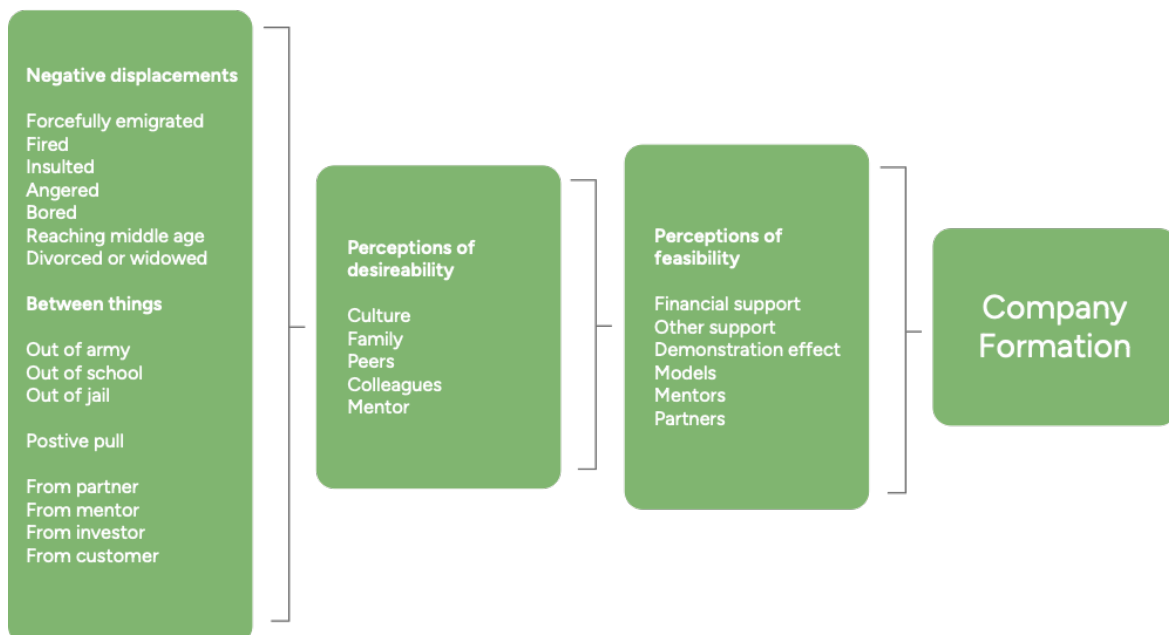 Negative displacements
Forcefully emigrated
Fired
Insulted
Angered
Bored
Reaching middle age
Divorced or widowed
Between things
Out of army
Out of school
Out of jail
Postive pull
From partner
From mentor
From investor
From customer
Perceptions of
desireability
Culture
Family
Peers
Colleagues
Mentor
Perceptions of
feasibility
Financial support
Other support
Demonstration effect
Models
Mentors
Partners
Company
Formation